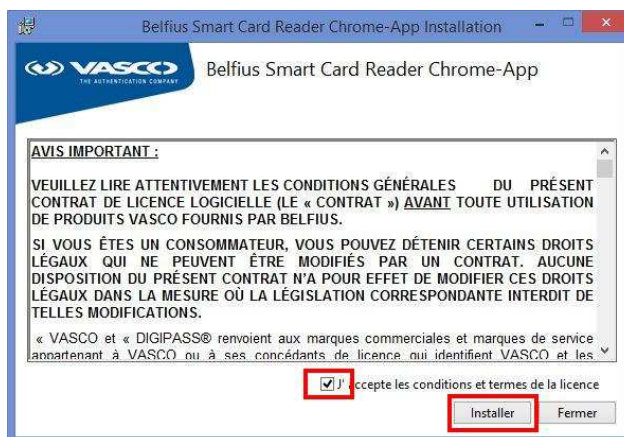 Belfius Smart Card Reader Chrome-App Installation
VASCO
THE AUTHENTICATION COMPANY
Belfius Smart Card Reader Chrome-App
AVIS IMPORTANT :
VEUILLEZ LIRE ATTENTIVEMENT LES CONDITIONS GÉNÉRALES DU PRÉSENT
CONTRAT DE LICENCE LOGICIELLE (LE « CONTRAT ») AVANT TOUTE UTILISATION
DE PRODUITS VASCO FOURNIS PAR BELFIUS.
SI VOUS ÊTES UN CONSOMMATEUR, VOUS POUVEZ DÉTENIR CERTAINS DROITS
LÉGAUX QUI NE PEUVENT ÊTRE MODIFIÉS PAR UN CONTRAT. AUCUNE
DISPOSITION DU PRÉSENT CONTRAT N'A POUR EFFET DE MODIFIER CES DROITS
LÉGAUX DANS LA MESURE OÙ LA LÉGISLATION CORRESPONDANTE INTERDIT DE
TELLES MODIFICATIONS.
« VASCO et « DIGIPASS® renvoient aux marques commerciales et marques de service
appartenant à VASCO ou à ses concédants de licence qui identifient VASCO et les
J'accepte les conditions et termes de la licence
Installer
Fermer